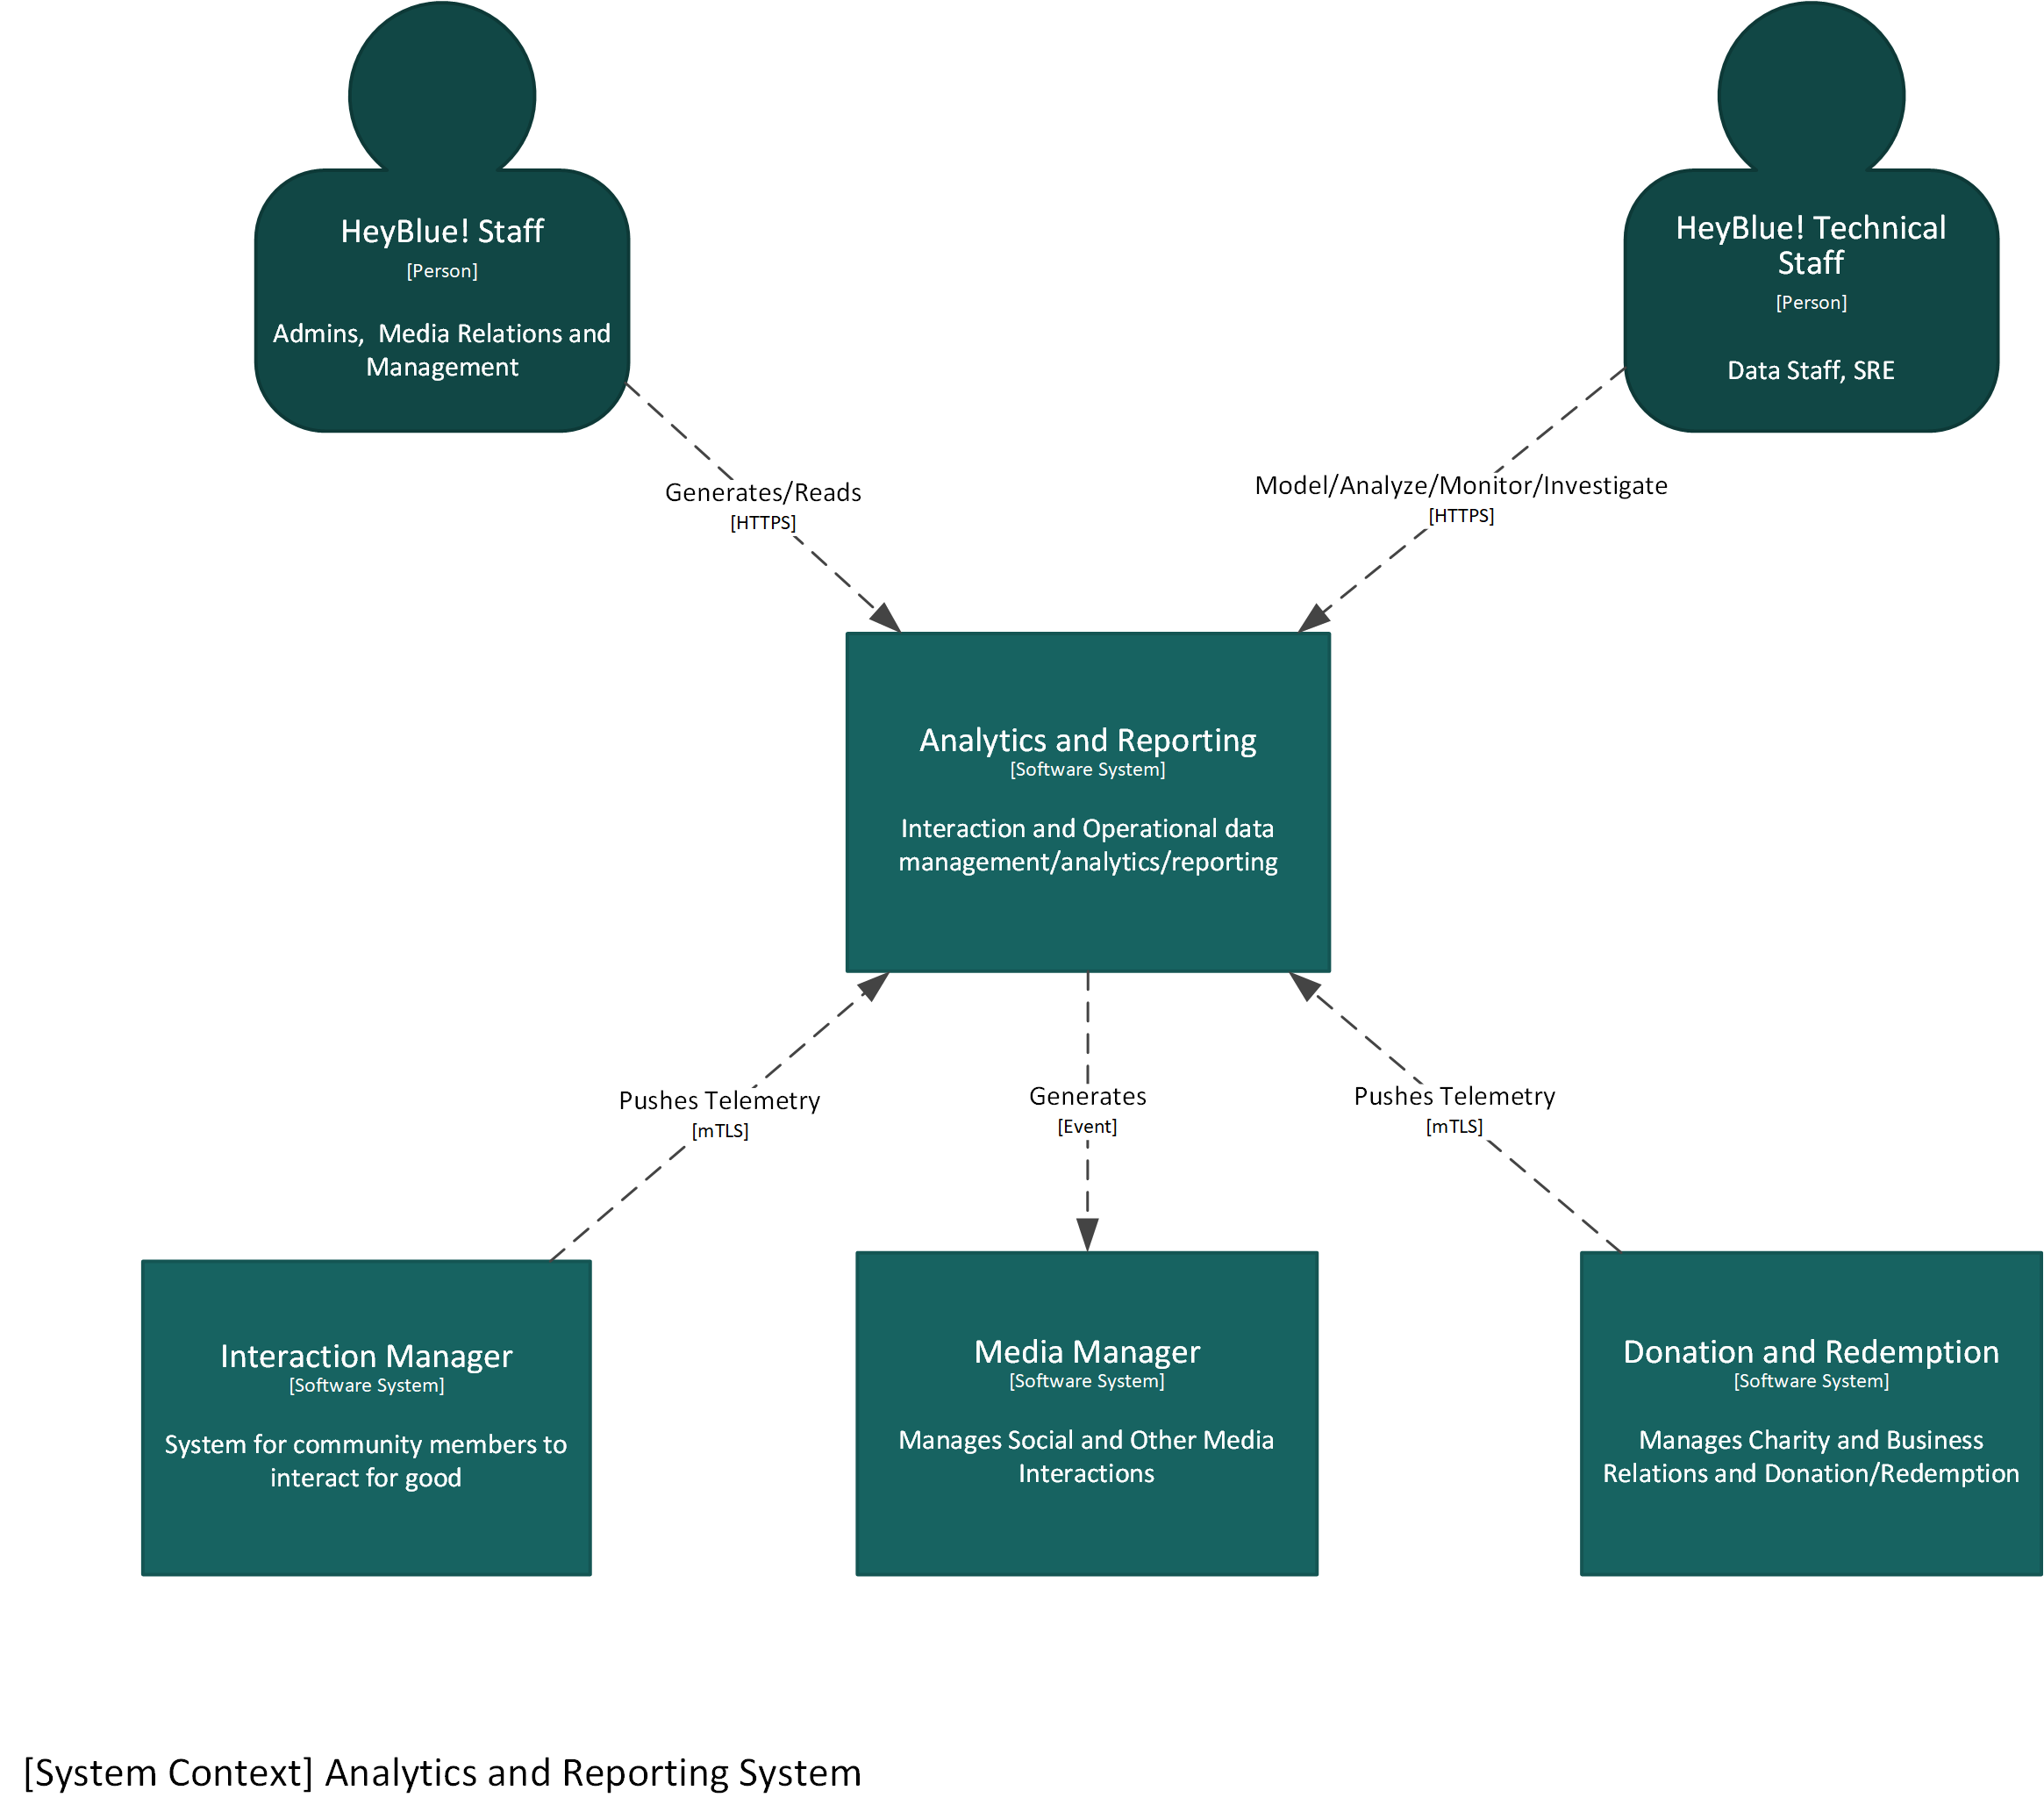 HeyBlue! Staff
[Person]
Admins, Media Relations and
Management
HeyBlue! Technical
Staff
[Person]
Data Staff, SRE
Generates/Reads
[HTTPS]
Model/Analyze/Monitor/Investigate
[HTTPS]
Analytics and Reporting
[Software System]
Interaction and Operational data
management/analytics/reporting
Pushes Telemetry
[mTLS]
Generates
[Event]
Pushes Telemetry
[mTLS]
Interaction Manager
[Software System]
System for community members to
interact for good
Media Manager
[Software System]
Manages Social and Other Media
Interactions
Donation and Redemption
[Software System]
Manages Charity and Business
Relations and Donation/Redemption
[System Context] Analytics and Reporting System